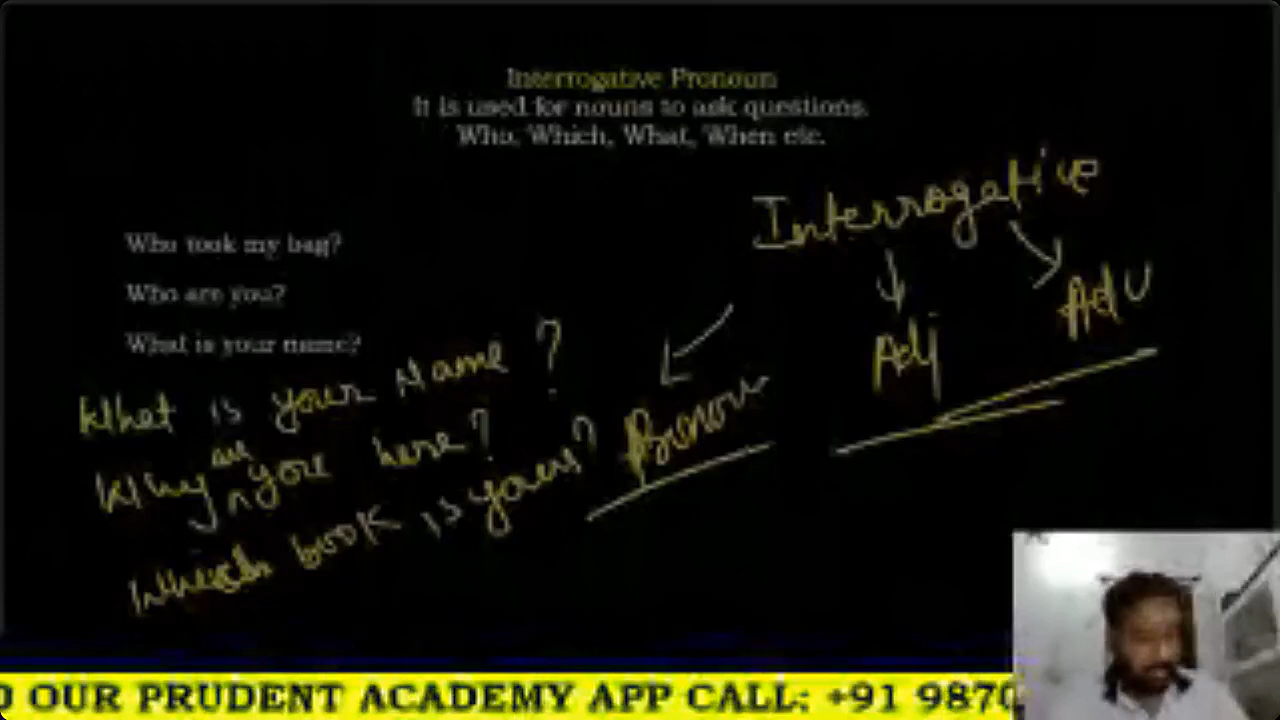 Interrogative Pronoun
It is used for nouns to ask questions.
Who, Which, What, When etc.
Interrogative
Who took my bag?
Who are you?
Adv
What is your name?
Adj
What is your Name ?
Why are you here?
Which book is yours?
O OUR PRUDENT ACADEMY APP CALL: +91 9870